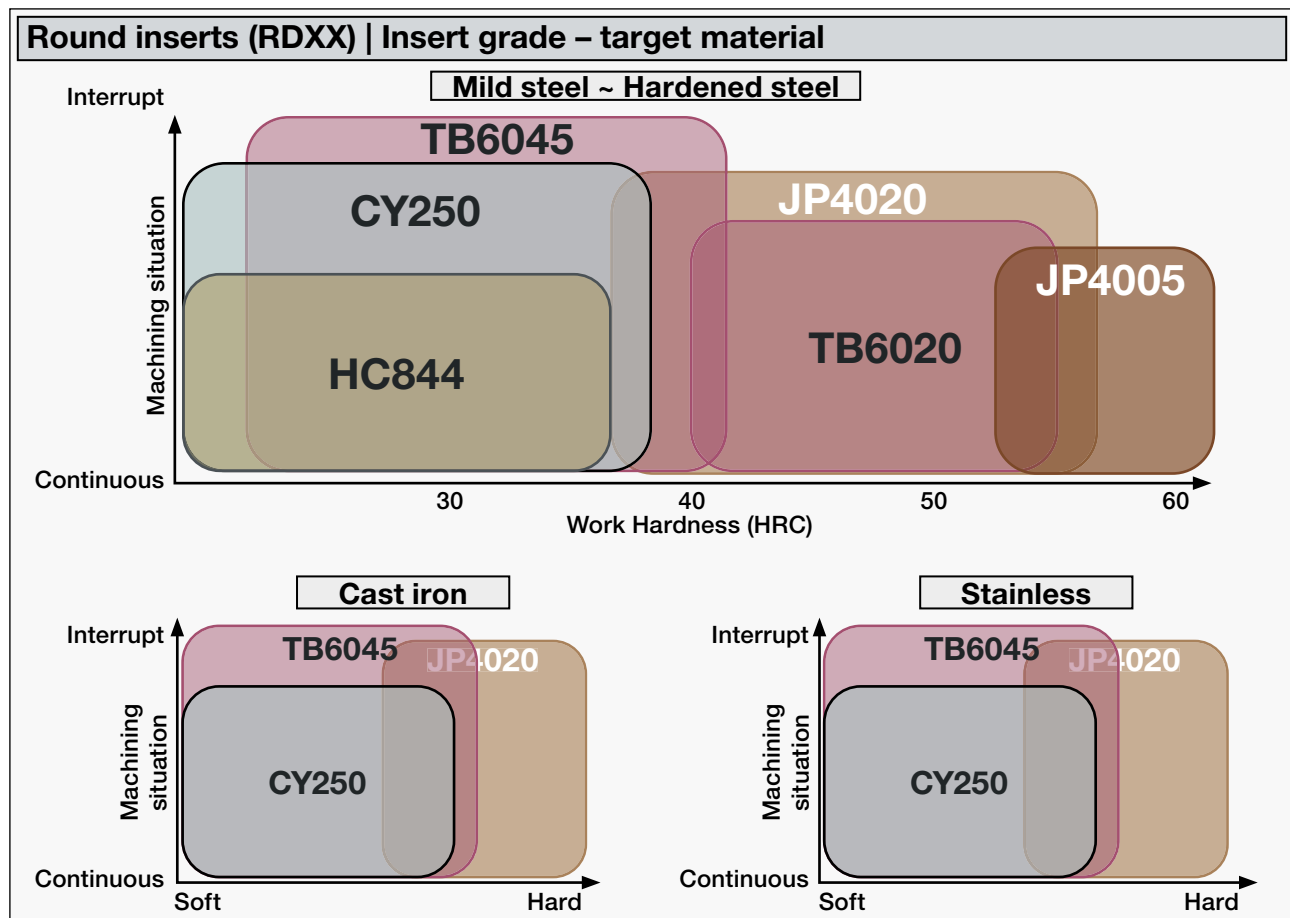 Round inserts (RDXX) | Insert grade – target material
Mild steel ~ Hardened steel
Interrupt
TB6045
CY250
JP4020
JP4005
TB6020
HC844
Machining situation
Continuous
30
40
50
60
Work Hardness (HRC)
Cast iron
Interrupt
TB6045
JP4020
CY250
Machining
situation
Continuous
Soft
Hard
Stainless
Interrupt
TB6045
JP4020
CY250
Machining
situation
Continuous
Soft
Hard